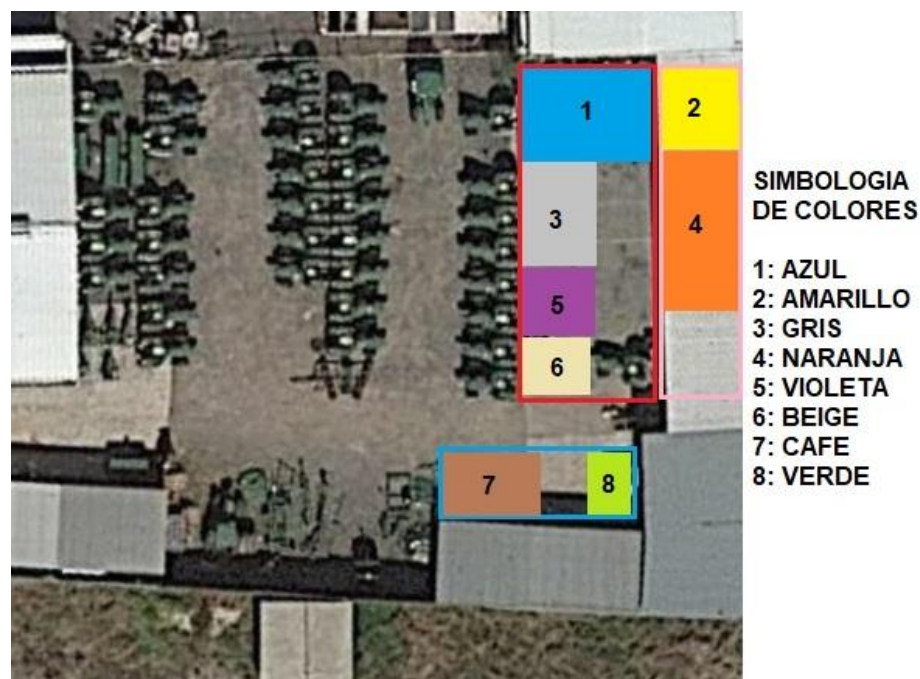 1
2
3
4
5
6
7
8
SIMBOLOGIA
DE COLORES
1: AZUL
2: AMARILLO
3: GRIS
4: NARANJA
5: VIOLETA
6: BEIGE
7: CAFE
8: VERDE